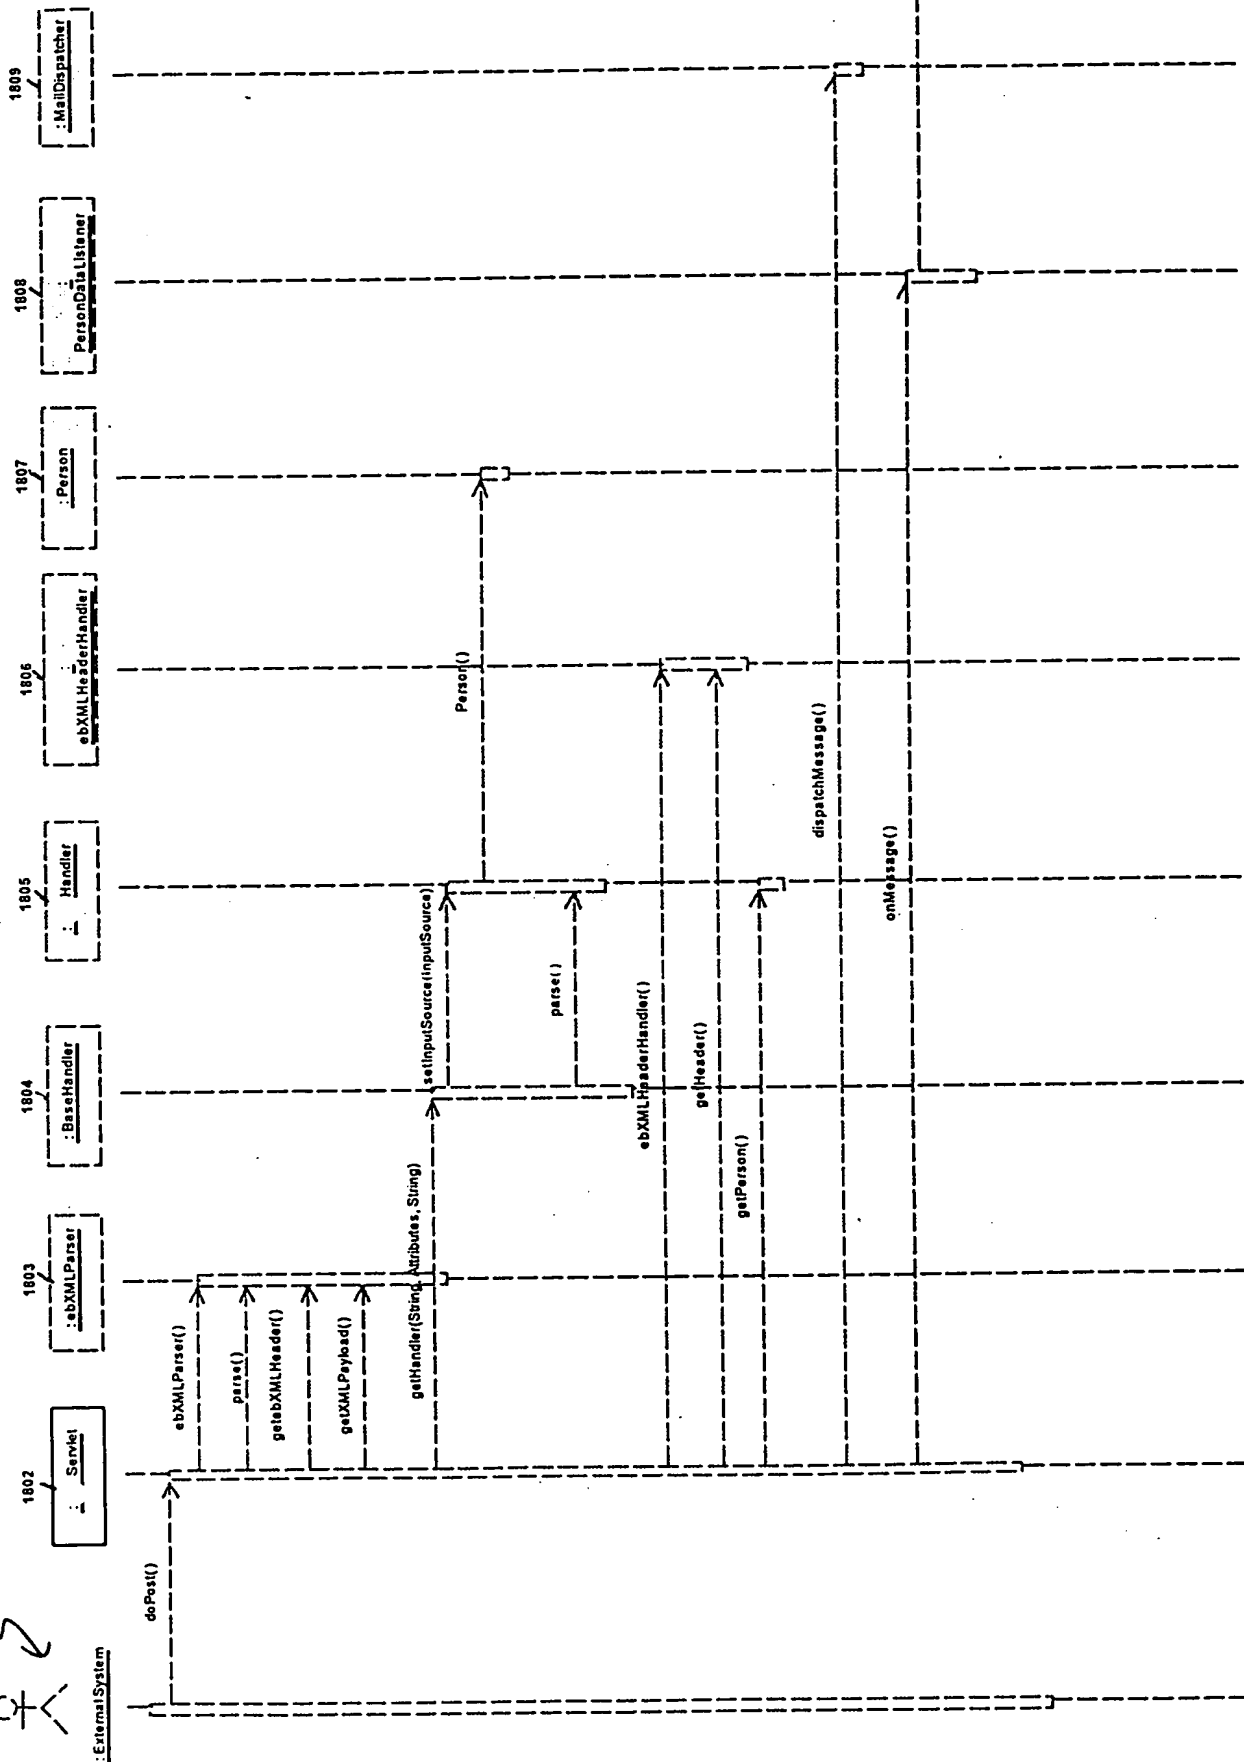 :ExternalSystem
1802
: Servlet
1803
:ebXMLParser
1804
:BaseHandler
1805
: Handler
1806
:
ebXMLHeaderHandler
1807
:Person
1808
:
PersonDataListener
1809
:MailDispatcher
doPost()
ebXMLParser()
parse()
getebXMLHeader()
getXMLPayload()
getHandler(String, Attributes, String)
setInputSource(InputSource)
Person()
parse()
ebXMLHeaderHandler()
getHeader()
getPerson()
dispatchMessage()
onMessage()